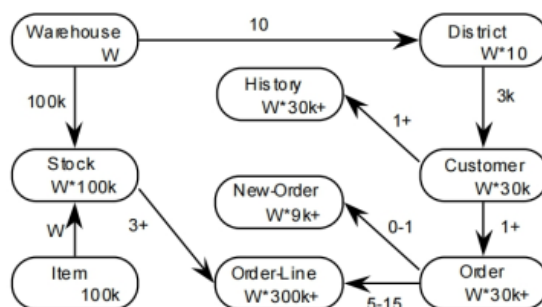 Warehouse
W
10
District
W*10
100k
History
W*30k+
3k
1+
Stock
W*100k
Customer
W*30k
New-Order
W*9k+
W
3+
0-1
1+
Item
100k
Order-Line
W*300k+
5-15
Order
W*30k+